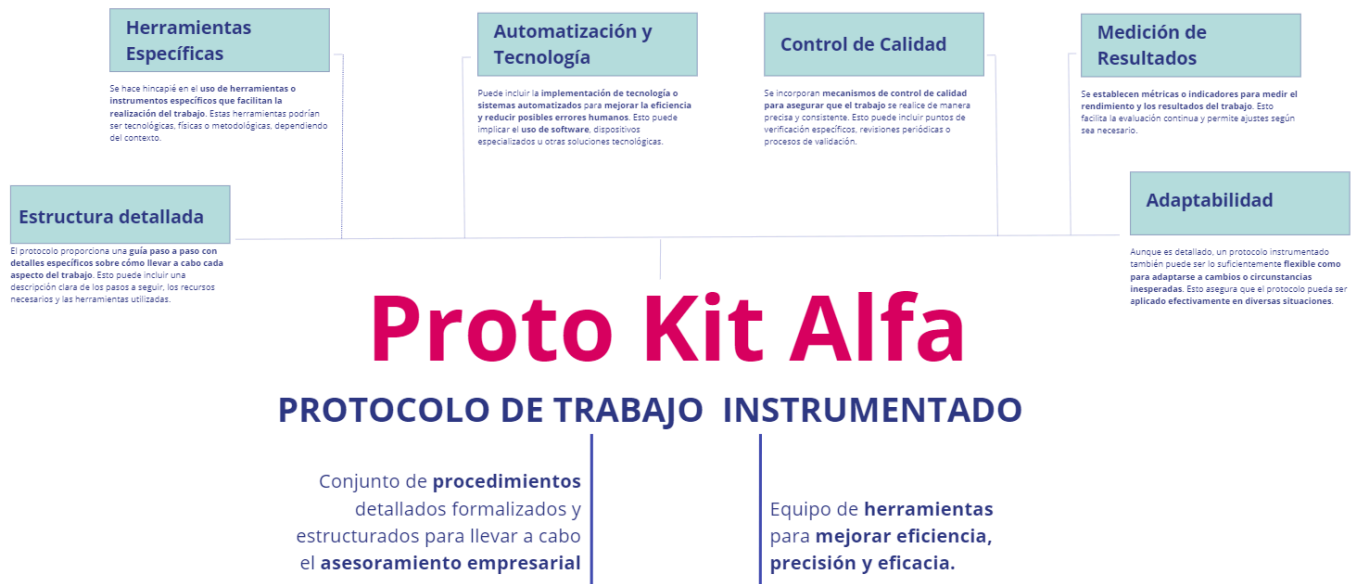 Herramientas
Específicas
Se hace hincapié en el uso de herramientas o
instrumentos específicos que facilitan la
realización del trabajo. Estas herramientas podrían
ser tecnológicas, físicas o metodológicas, dependiendo
del contexto.
Automatización y
Tecnología
Puede incluir la implementación de tecnología o
sistemas automatizados para mejorar la eficiencia
y reducir posibles errores humanos. Esto puede
implicar el uso de software, dispositivos
especializados u otras soluciones tecnológicas.
Control de Calidad
Se incorporan mecanismos de control de calidad
para asegurar que el trabajo se realice de manera
precisa y consistente. Esto puede incluir puntos de
verificación específicos, revisiones periódicas o
procesos de validación.
Medición de
Resultados
Se establecen métricas o indicadores para medir el
rendimiento y los resultados del trabajo. Esto
facilita la evaluación continua y permite ajustes según
sea necesario.
Estructura detallada
El protocolo proporciona una guía paso a paso con
detalles específicos sobre cómo llevar a cabo cada
aspecto del trabajo. Esto puede incluir una
descripción clara de los pasos a seguir, los recursos
necesarios y las herramientas utilizadas.
Adaptabilidad
Aunque es detallado, un protocolo instrumentado
también puede ser lo suficientemente flexible como
para adaptarse a cambios o circunstancias
inesperadas. Esto asegura que el protocolo pueda ser
aplicado efectivamente en diversas situaciones.
Proto Kit Alfa
PROTOCOLO DE TRABAJO INSTRUMENTADO
Conjunto de procedimientos
detallados formalizados y
estructurados para llevar a cabo
el asesoramiento empresarial
Equipo de herramientas
para mejorar eficiencia,
precisión y eficacia.